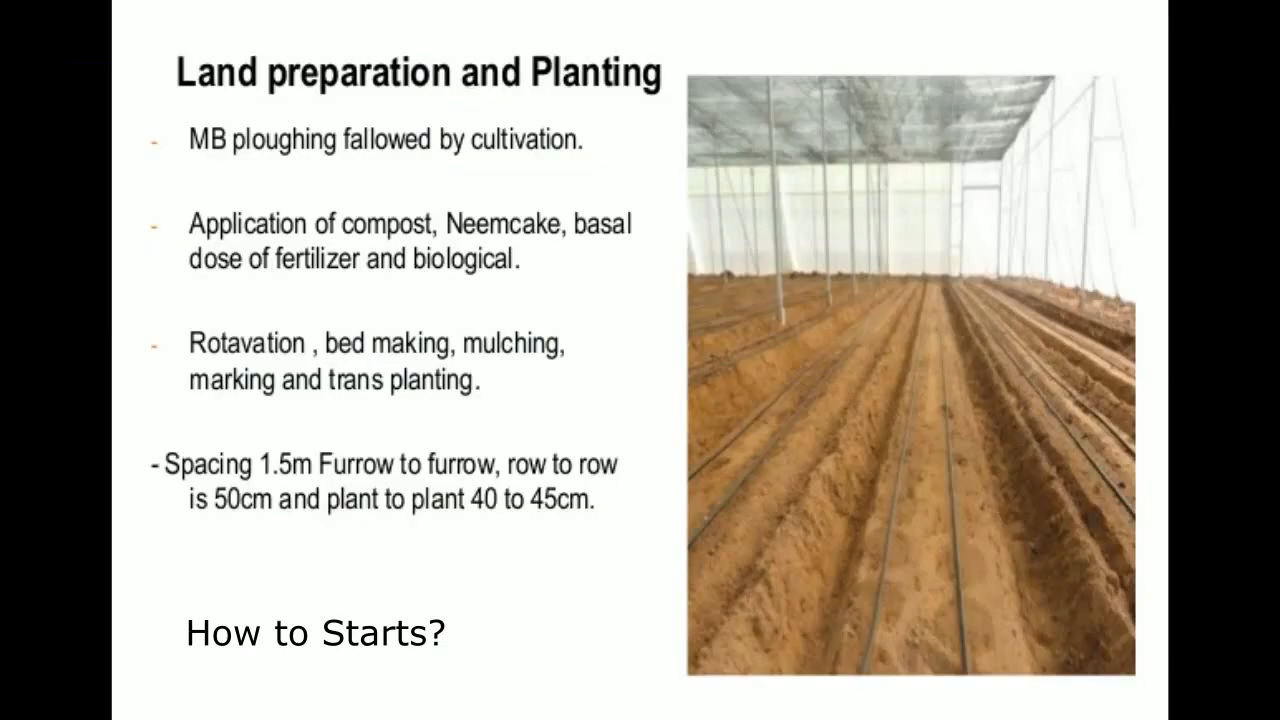 Land preparation and Planting
- MB ploughing fallowed by cultivation.
- Application of compost, Neemcake, basal
dose of fertilizer and biological.
- Rotavation , bed making, mulching,
marking and trans planting.
- Spacing 1.5m Furrow to furrow, row to row
is 50cm and plant to plant 40 to 45cm.
How to Starts?